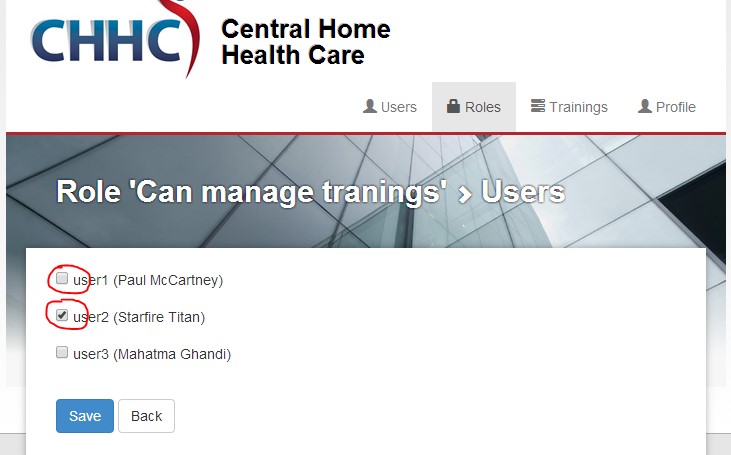 CHHC
Central Home
Health Care
Users
Roles
Trainings
Profile
Role 'Can manage tranings' > Users
user1 (Paul McCartney)
user2 (Starfire Titan)
user3 (Mahatma Ghandi)
Save
Back